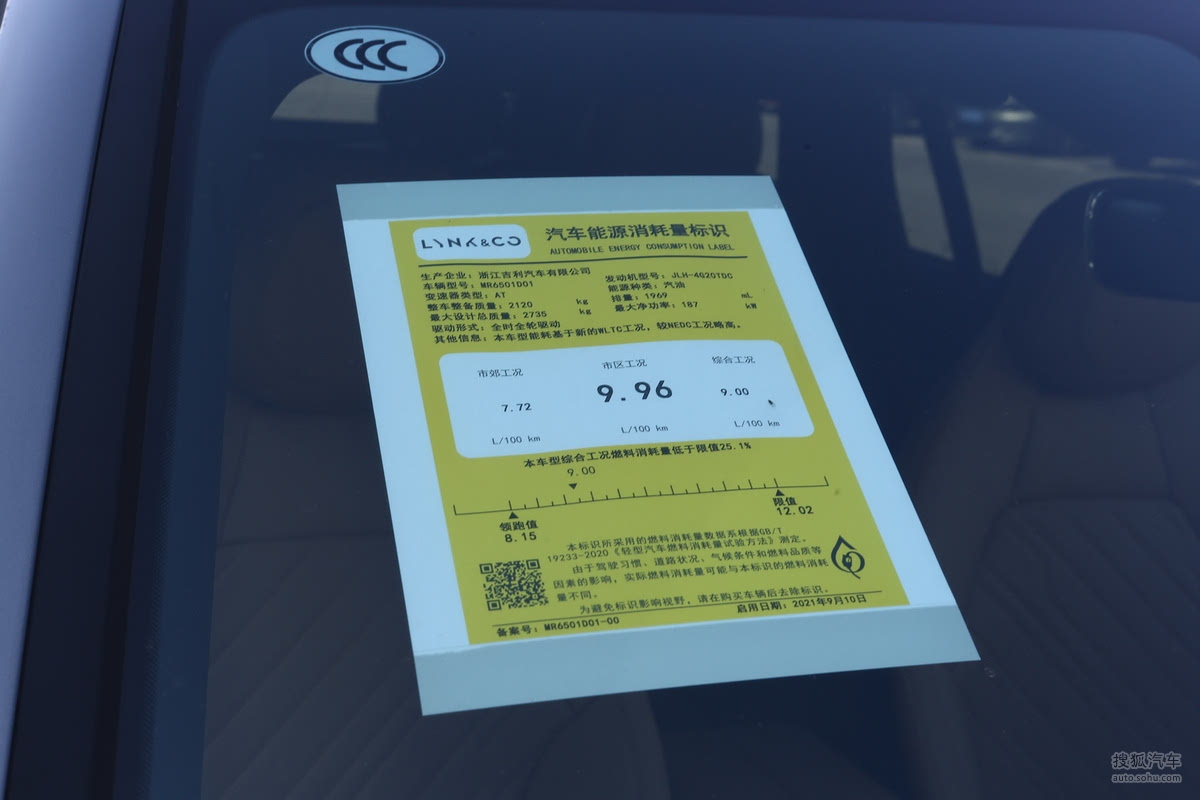 CCC
LYNK&CO
汽车能源消耗量标识
AUTOMOBILE ENERGY CONSUMPTION LABEL
生产企业：浙江吉利汽车有限公司
车辆型号：MR6501D01
变速器类型：AT
整车整备质量：2120 kg
最大设计总质量：2735 kg
驱动形式：全时全轮驱动
发动机型号：JLH-4G20TDC
能源种类：汽油
排量：1969 mL
最大净功率：187 kW
其他信息：本车型能耗基于新的WLTC工况，较NEDC工况略高。
市郊工况 市区工况 综合工况
7.72 9.96 9.00
L/100 km L/100 km L/100 km
本车型综合工况燃料消耗量低于限值25.1%
9.00
领跑值 限值
8.15 12.02
本标识所采用的燃料消耗量数据系根据GB/T
19233-2020《轻型汽车燃料消耗量试验方法》测定。
由于驾驶习惯、道路状况、气候条件和燃料品质等
因素的影响，实际燃料消耗量可能与本标识的燃料消耗
量不同。
为避免标识影响视野，请在购买车辆后去除标识。
备案号：MR6501D01-00 启用日期：2021年9月10日
搜狐汽车
auto.sohu.com